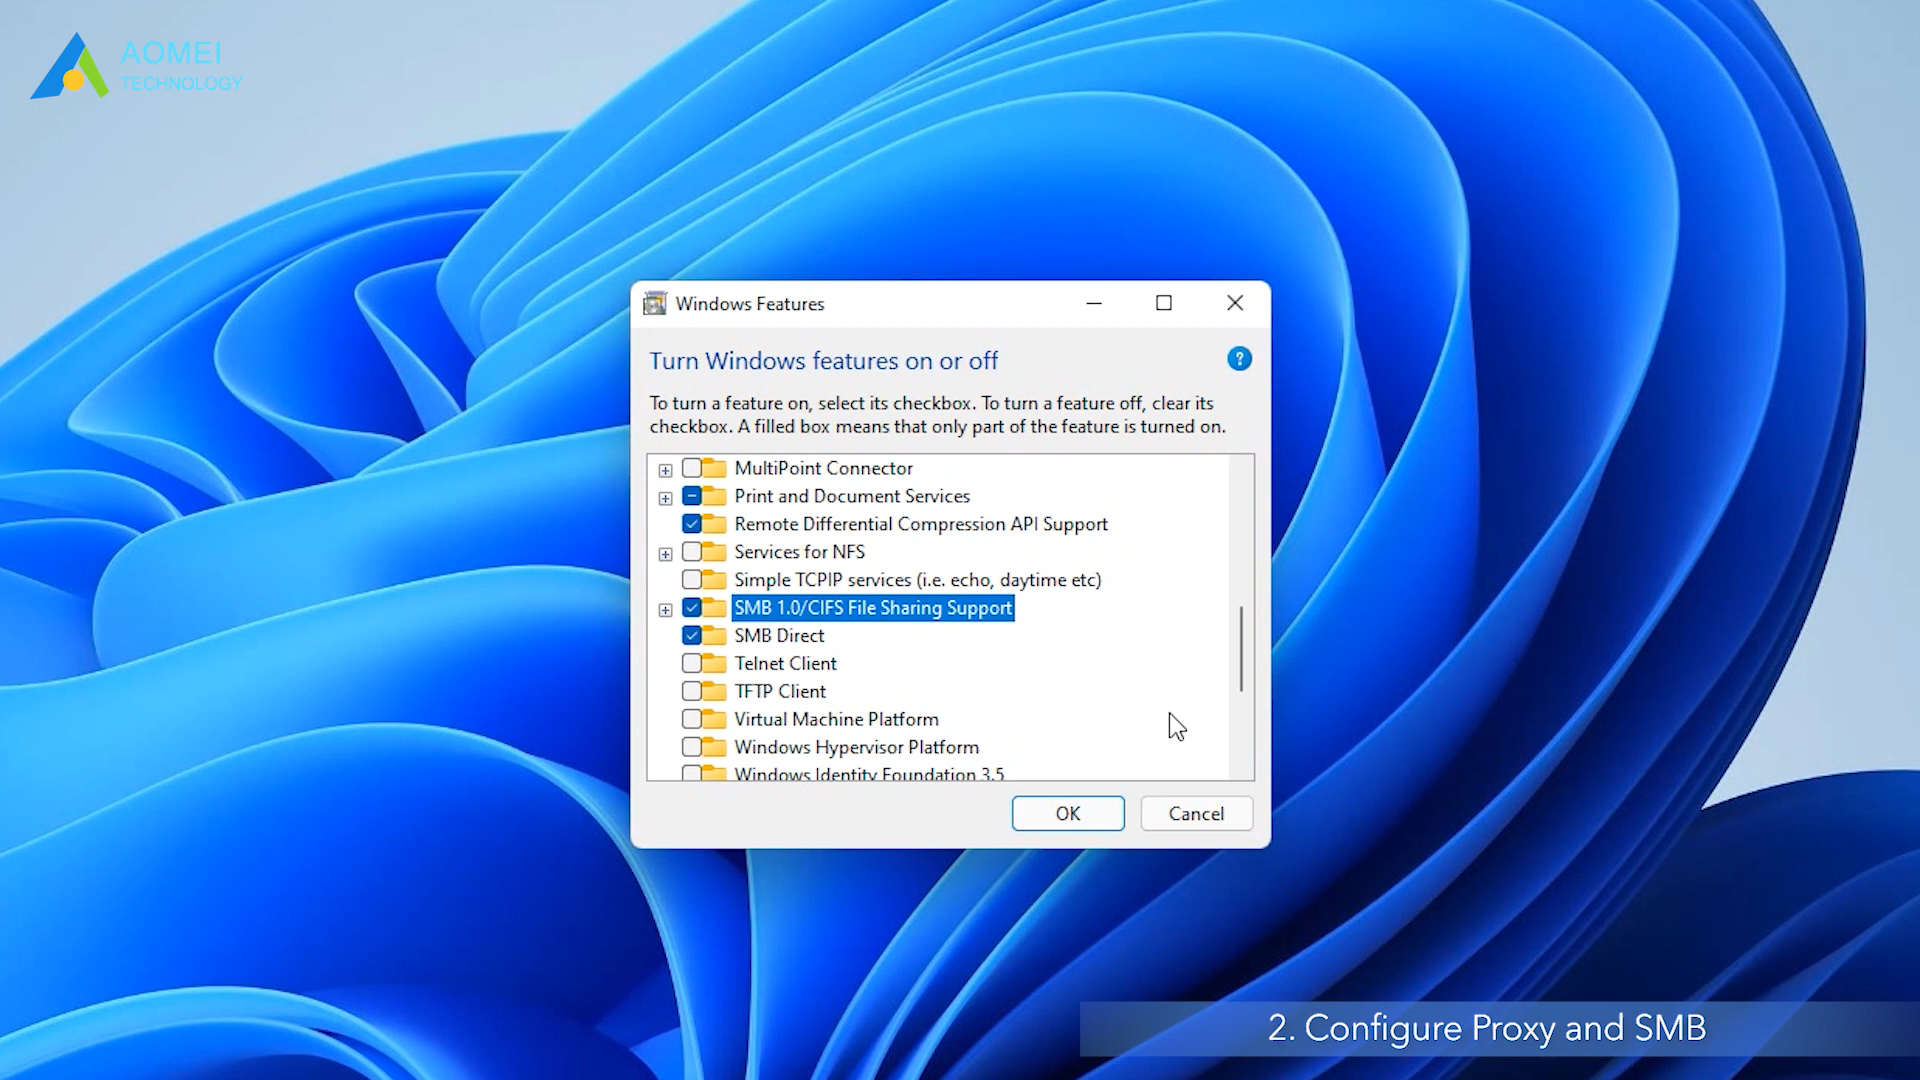 AOMEI
TECHNOLOGY
Windows Features
Turn Windows features on or off
?
To turn a feature on, select its checkbox. To turn a feature off, clear its
checkbox. A filled box means that only part of the feature is turned on.
MultiPoint Connector
Print and Document Services
Remote Differential Compression API Support
Services for NFS
Simple TCPIP services (i.e. echo, daytime etc)
SMB 1.0/CIFS File Sharing Support
SMB Direct
Telnet Client
TFTP Client
Virtual Machine Platform
Windows Hypervisor Platform
Windows Identity Foundation 3.5
OK
Cancel
2. Configure Proxy and SMB